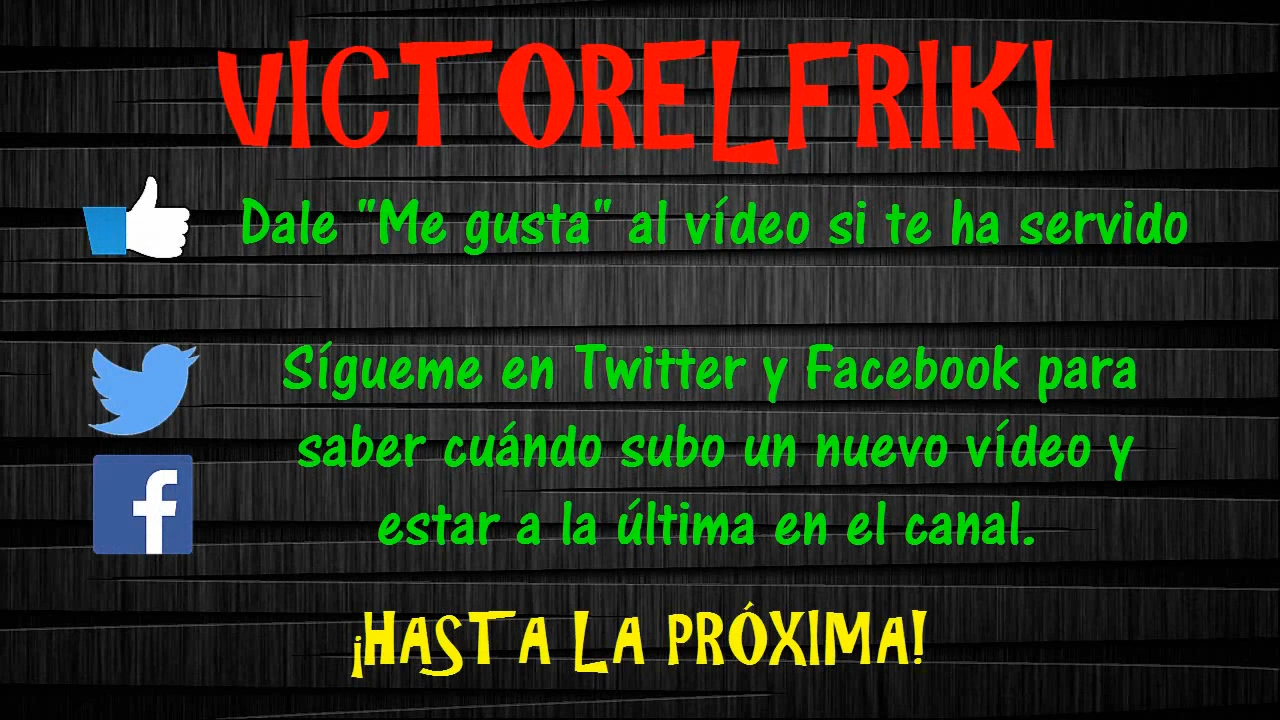 VICTORELFRIKI
Dale "Me gusta" al vídeo si te ha servido
Sígueme en Twitter y Facebook para
saber cuándo subo un nuevo vídeo y
estar a la última en el canal.
¡HASTA LA PRÓXIMA!